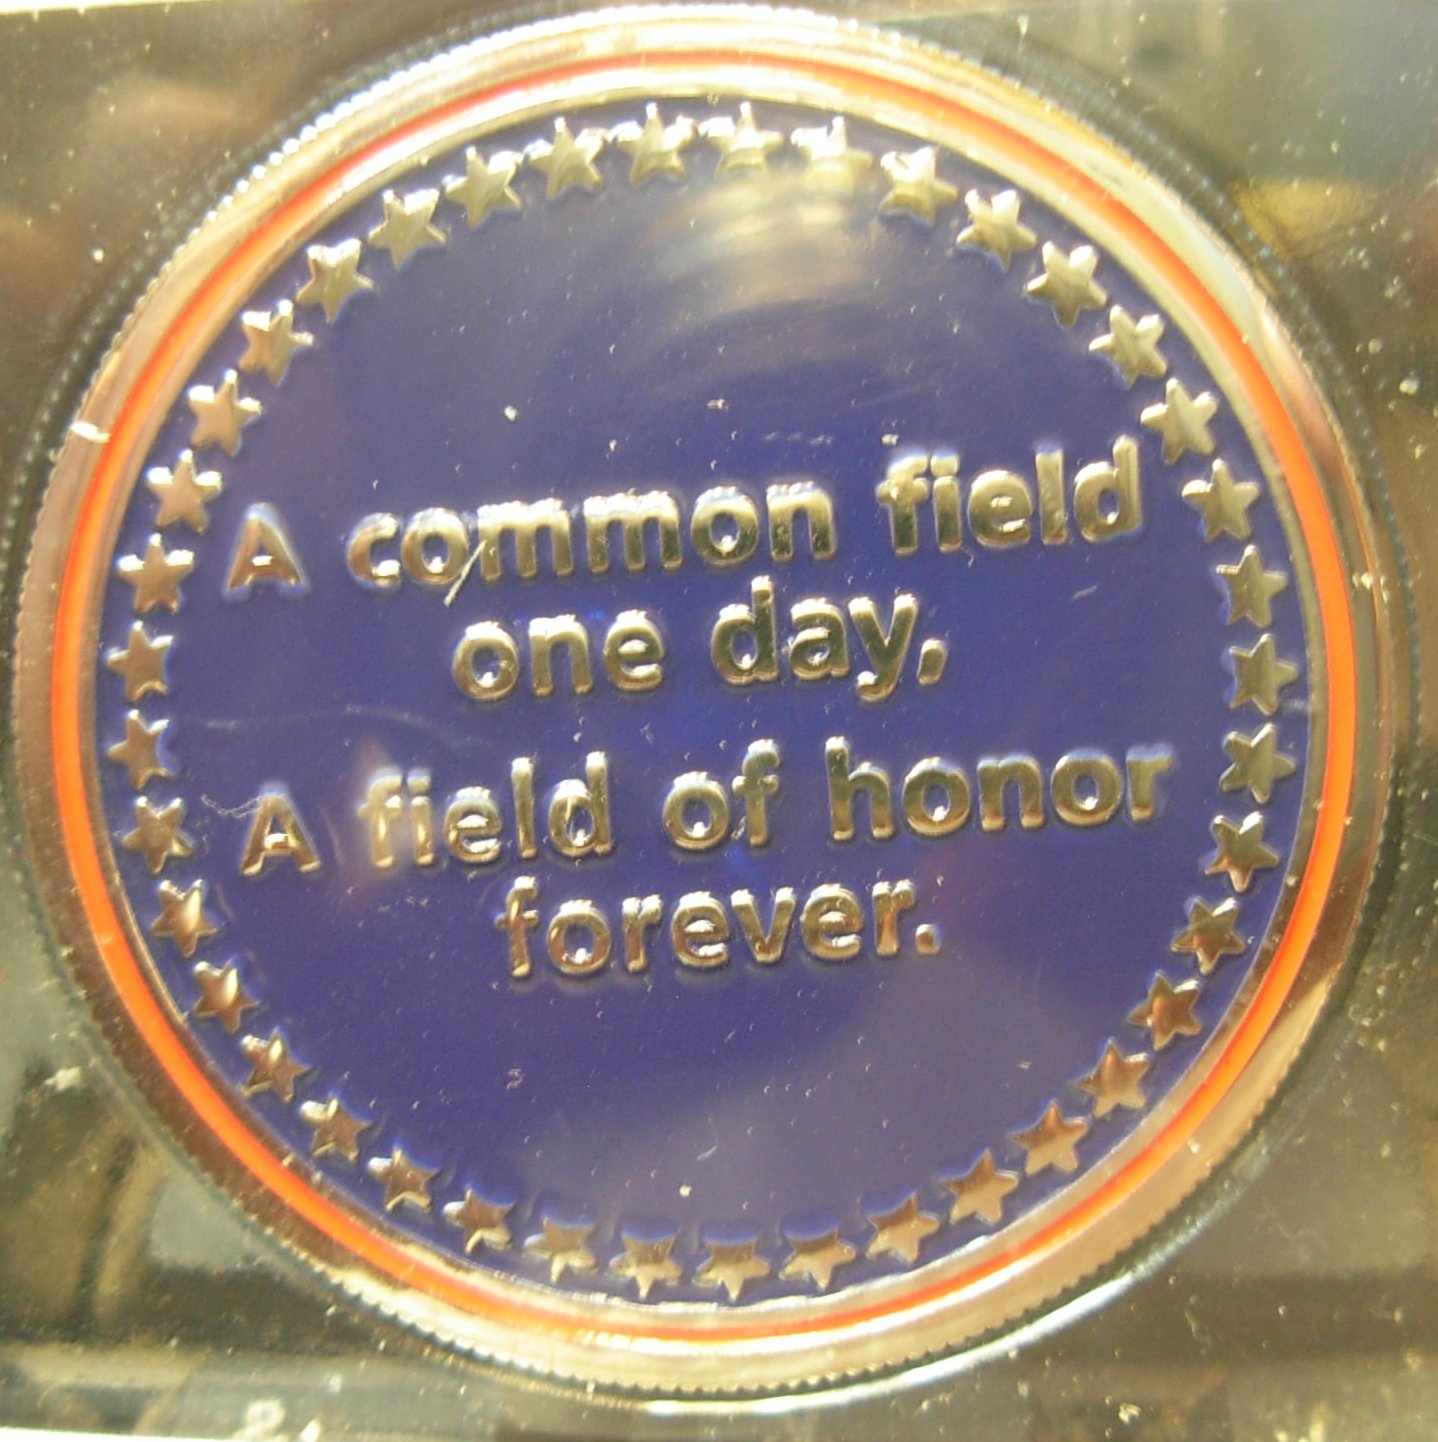 A common field
one day,
A field of honor
forever.